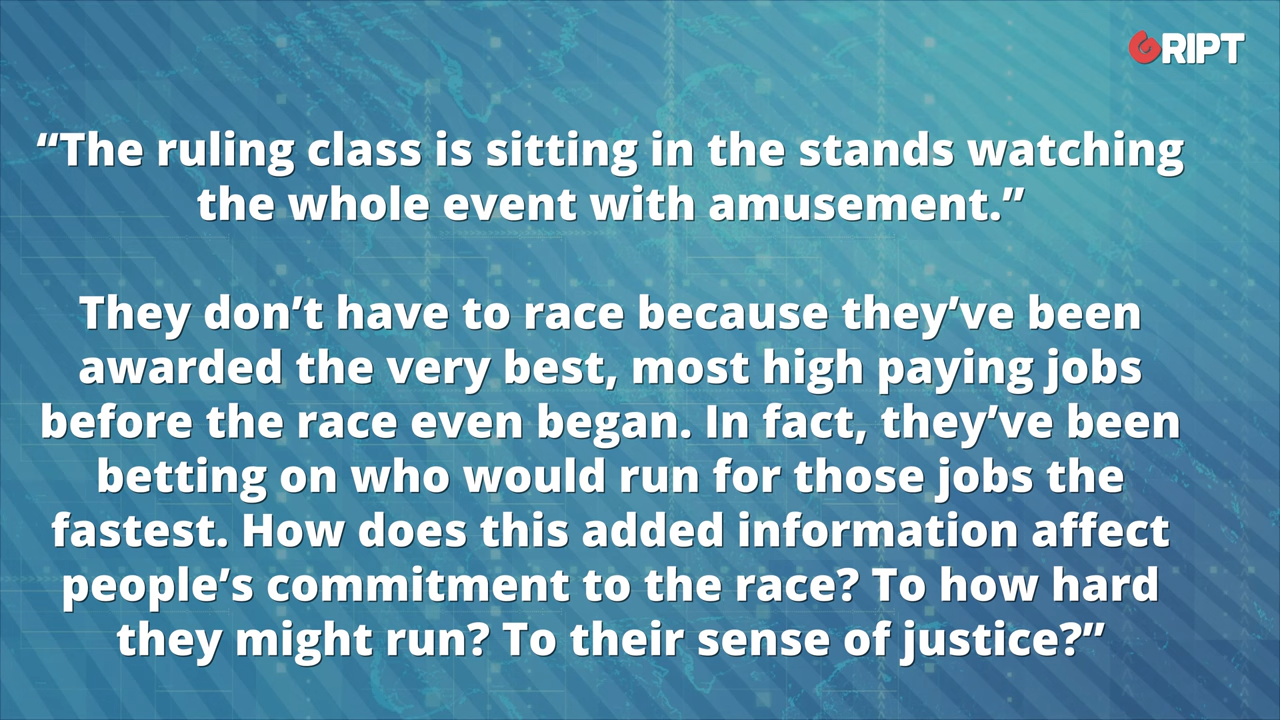 GRIPT
“The ruling class is sitting in the stands watching
the whole event with amusement.”
They don’t have to race because they’ve been
awarded the very best, most high paying jobs
before the race even began. In fact, they’ve been
betting on who would run for those jobs the
fastest. How does this added information affect
people’s commitment to the race? To how hard
they might run? To their sense of justice?”